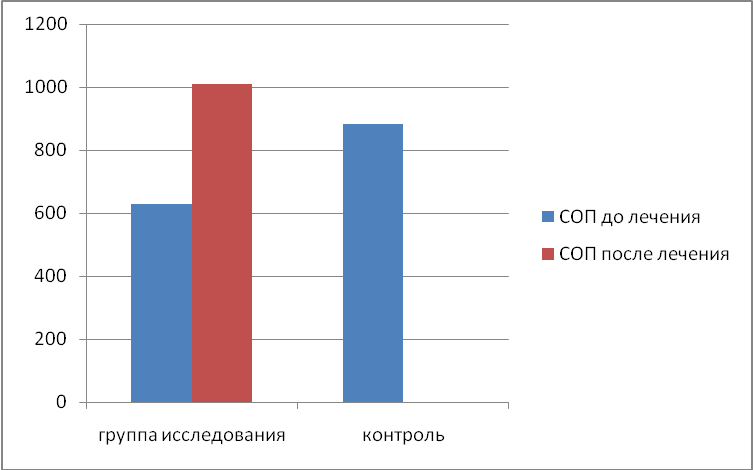 1200
1000
800
600
400
200
0
группа исследования
контроль
СОП до лечения
СОП после лечения